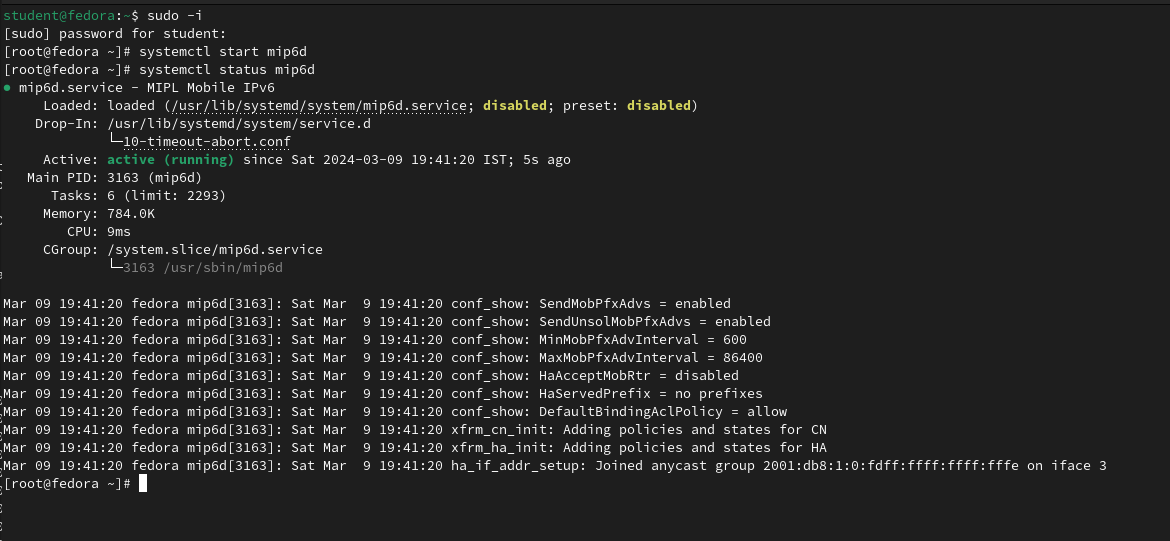 student@fedora:~$ sudo -i
[sudo] password for student:
[root@fedora ~]# systemctl start mip6d
[root@fedora ~]# systemctl status mip6d
● mip6d.service - MIPL Mobile IPv6
     Loaded: loaded (/usr/lib/systemd/system/mip6d.service; disabled; preset: disabled)
    Drop-In: /usr/lib/systemd/system/service.d
             └─10-timeout-abort.conf
     Active: active (running) since Sat 2024-03-09 19:41:20 IST; 5s ago
   Main PID: 3163 (mip6d)
      Tasks: 6 (limit: 2293)
     Memory: 784.0K
        CPU: 9ms
     CGroup: /system.slice/mip6d.service
             └─3163 /usr/sbin/mip6d

Mar 09 19:41:20 fedora mip6d[3163]: Sat Mar  9 19:41:20 conf_show: SendMobPfxAdvs = enabled
Mar 09 19:41:20 fedora mip6d[3163]: Sat Mar  9 19:41:20 conf_show: SendUnsolMobPfxAdvs = enabled
Mar 09 19:41:20 fedora mip6d[3163]: Sat Mar  9 19:41:20 conf_show: MinMobPfxAdvInterval = 600
Mar 09 19:41:20 fedora mip6d[3163]: Sat Mar  9 19:41:20 conf_show: MaxMobPfxAdvInterval = 86400
Mar 09 19:41:20 fedora mip6d[3163]: Sat Mar  9 19:41:20 conf_show: HaAcceptMobRtr = disabled
Mar 09 19:41:20 fedora mip6d[3163]: Sat Mar  9 19:41:20 conf_show: HaServedPrefix = no prefixes
Mar 09 19:41:20 fedora mip6d[3163]: Sat Mar  9 19:41:20 conf_show: DefaultBindingAclPolicy = allow
Mar 09 19:41:20 fedora mip6d[3163]: Sat Mar  9 19:41:20 xfrm_cn_init: Adding policies and states for CN
Mar 09 19:41:20 fedora mip6d[3163]: Sat Mar  9 19:41:20 xfrm_ha_init: Adding policies and states for HA
Mar 09 19:41:20 fedora mip6d[3163]: Sat Mar  9 19:41:20 ha_if_addr_setup: Joined anycast group 2001:db8:1:0:fdff:ffff:ffff:fffe on iface 3
[root@fedora ~]#